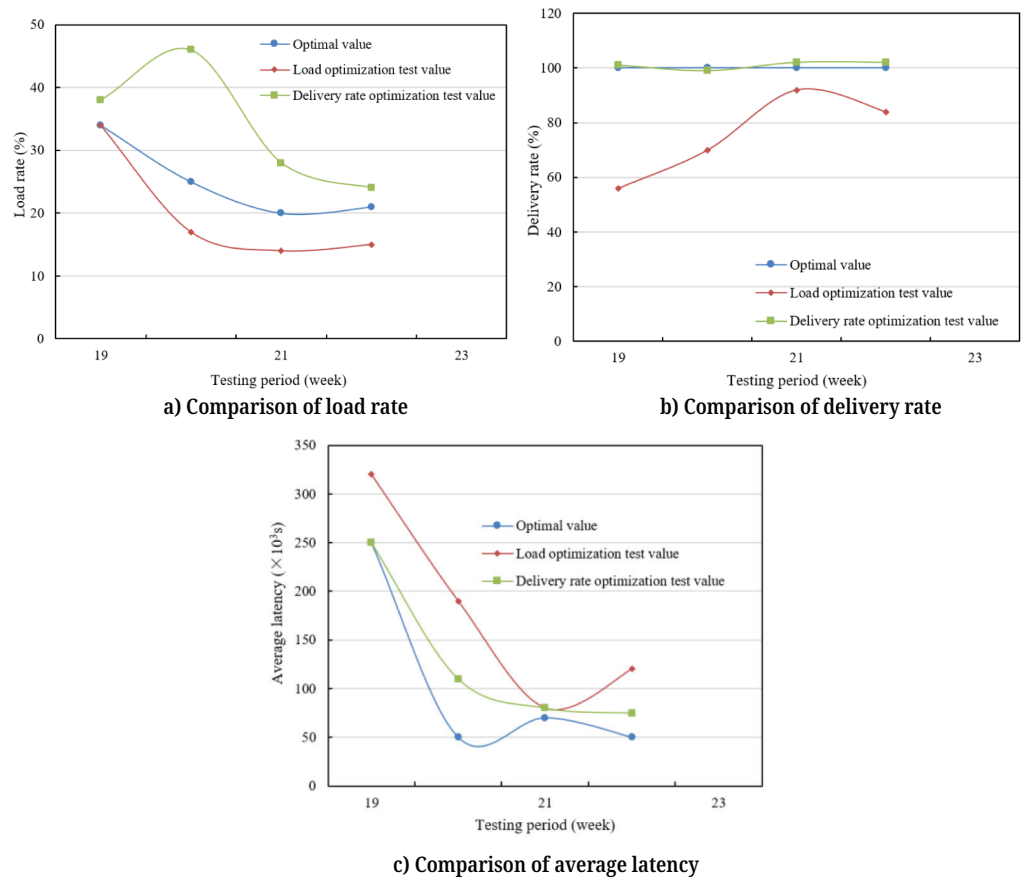 50
40
30
20
10
0
Load rate (%)
Optimal value
Load optimization test value
Delivery rate optimization test value
19
21
23
Testing period (week)
a) Comparison of load rate
120
100
80
60
40
20
0
Delivery rate (%)
Optimal value
Load optimization test value
Delivery rate optimization test value
19
21
23
Testing period (week)
b) Comparison of delivery rate
350
300
250
200
150
100
50
0
Average latency (×10³s)
Optimal value
Load optimization test value
Delivery rate optimization test value
19
21
23
Testing period (week)
c) Comparison of average latency